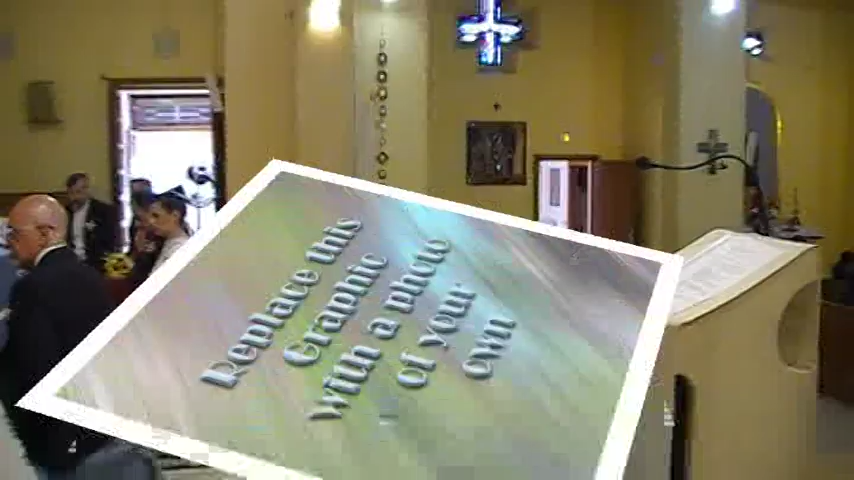 Replace this
Graphic
with a photo
of your
own